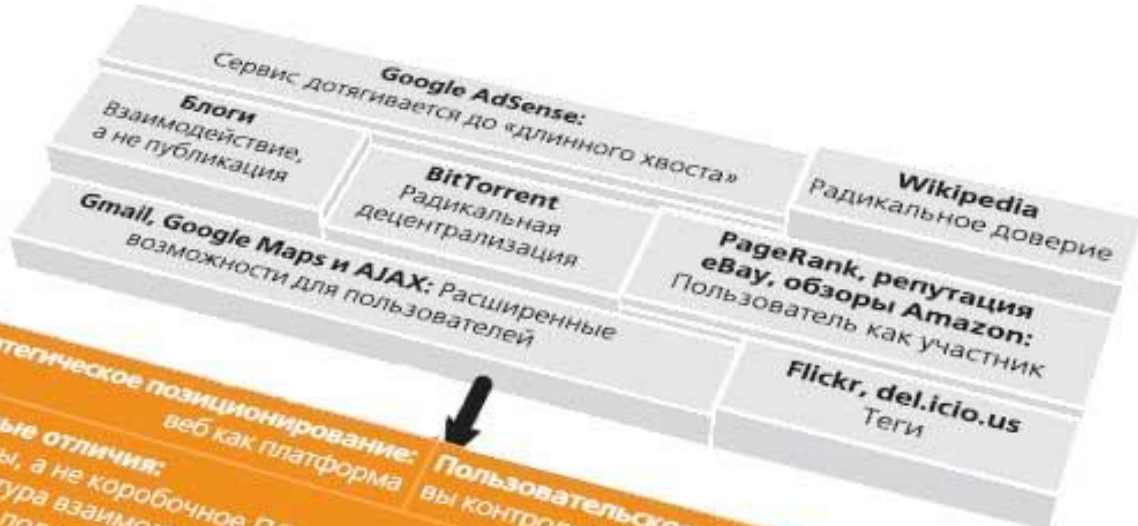 Google AdSense:
Сервис дотягивается до «длинного хвоста»
Блоги
Взаимодействие,
а не публикация
BitTorrent
Радикальная
децентрализация
Wikipedia
Радикальное доверие
PageRank, репутация
eBay, обзоры Amazon:
Пользователь как участник
Gmail, Google Maps и AJAX: Расширенные
возможности для пользователей
Flickr, del.icio.us
Теги
позиционирование:
веб как платформа
отличия:
а не коробочное
Пользовательское
вы